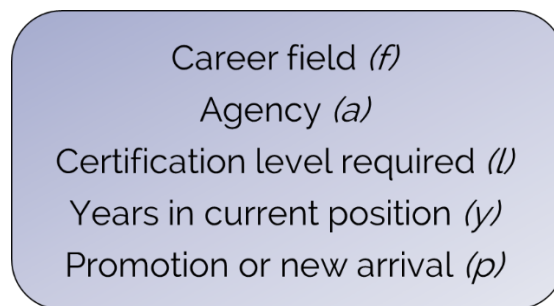 Career field (f)
Agency (a)
Certification level required (l)
Years in current position (y)
Promotion or new arrival (p)